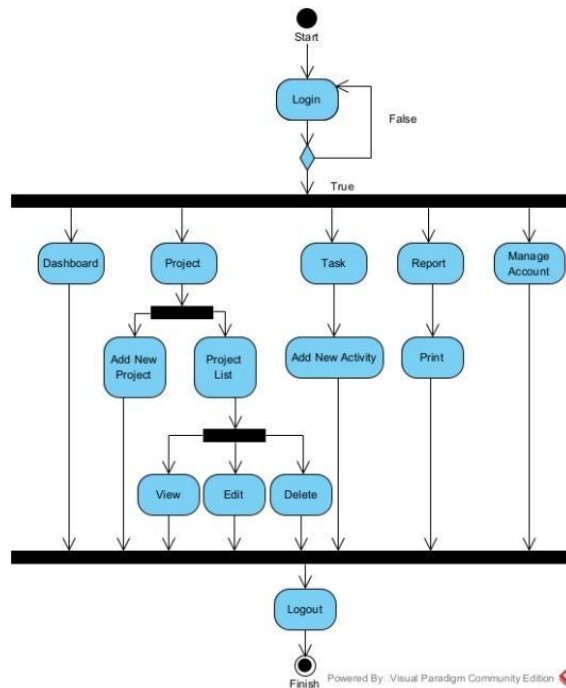 Start
Login
False
True
Dashboard
Project
Task
Report
Manage
Account
Add New
Project
Project
List
Add New Activity
Print
View
Edit
Delete
Logout
Finish
Powered By: Visual Paradigm Community Edition